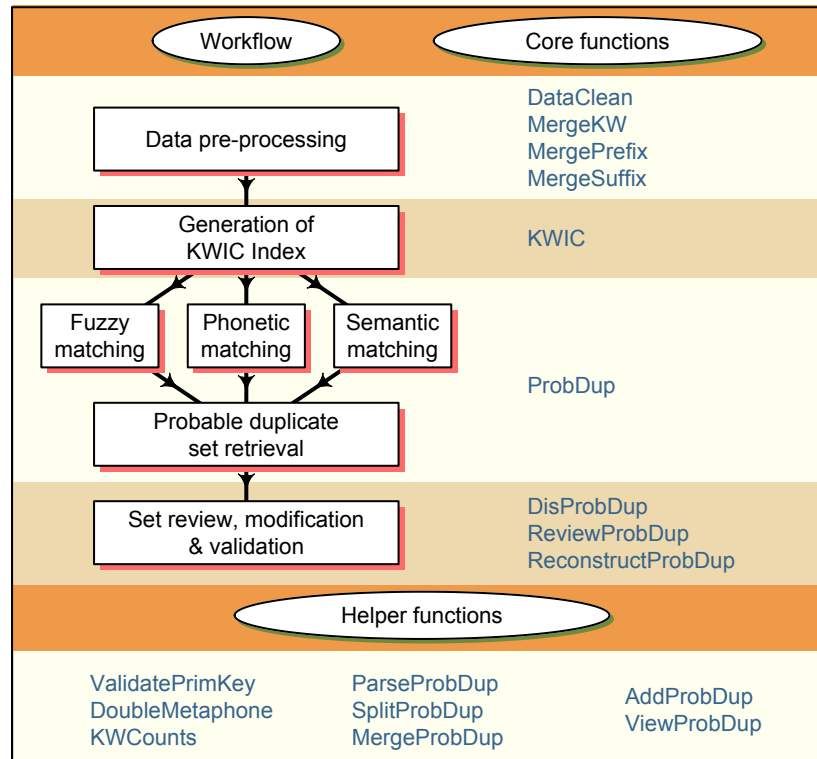 Workflow
Core functions
Data pre-processing
DataClean
MergeKW
MergePrefix
MergeSuffix
Generation of
KWIC Index
KWIC
Fuzzy
matching
Phonetic
matching
Semantic
matching
Probable duplicate
set retrieval
ProbDup
Set review, modification
& validation
DisProbDup
ReviewProbDup
ReconstructProbDup
Helper functions
ValidatePrimKey
DoubleMetaphone
KWCounts
ParseProbDup
SplitProbDup
MergeProbDup
AddProbDup
ViewProbDup